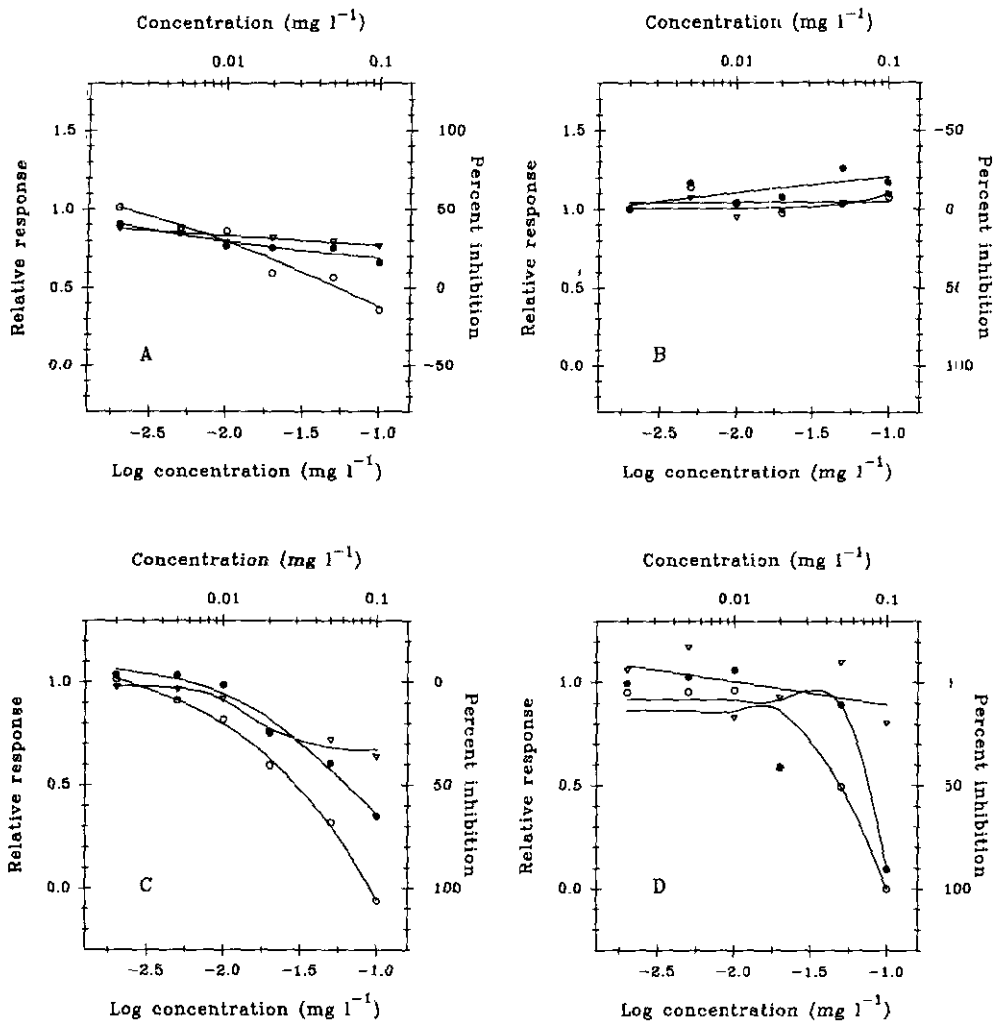 Concentration (mg l⁻¹)
0.01 0.1
Relative response
1.5
1.0
0.5
0.0
100
50
0
-50
Percent inhibition
A
-2.5 -2.0 -1.5 -1.0
Log concentration (mg l⁻¹)
Concentration (mg l⁻¹)
0.01 0.1
Relative response
1.5
1.0
0.5
0.0
-50
0
100
Percent inhibition
B
-2.5 -2.0 -1.5 -1.0
Log concentration (mg l⁻¹)
Concentration (mg l⁻¹)
0.01 0.1
Relative response
1.0
0.5
0.0
0
50
100
Percent inhibition
C
-2.5 -2.0 -1.5 -1.0
Log concentration (mg l⁻¹)
Concentration (mg l⁻¹)
0.01 0.1
Relative response
1.0
0.5
0.0
50
100
Percent inhibition
D
-2.5 -2.0 -1.5 -1.0
Log concentration (mg l⁻¹)